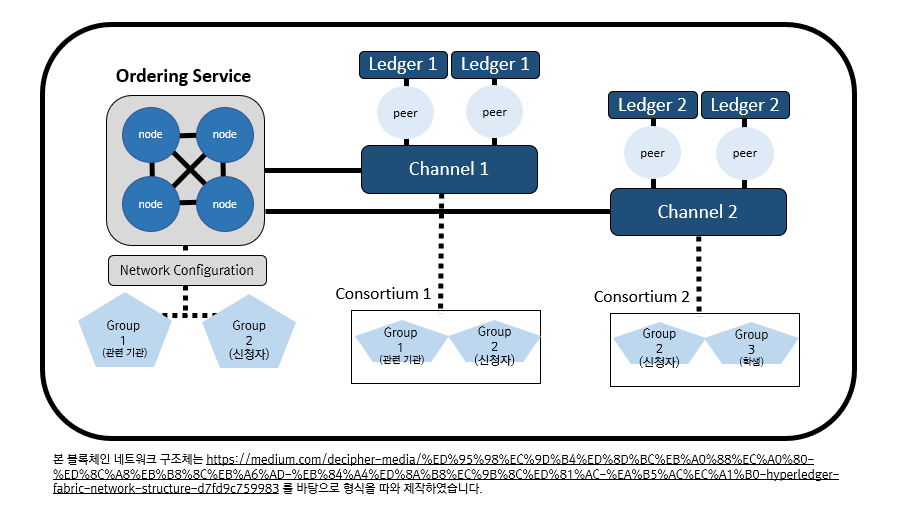 Ordering Service
node
node
node
node
Network Configuration
Group
1
(관련 기관)
Group
2
(신청자)
Ledger 1
Ledger 1
peer
peer
Channel 1
Consortium 1
Group
1
(관련 기관)
Group
2
(신청자)
Ledger 2
Ledger 2
peer
peer
Channel 2
Consortium 2
Group
2
(신청자)
Group
3
(학생)
본 블록체인 네트워크 구조체는 https://medium.com/decipher-media/%ED%95%98%EC%9D%B4%ED%8D%BC%EB%A0%88%EC%A0%80-
%ED%8C%A8%EB%B8%8C%EB%A6%AD-%EB%84%A4%ED%8A%B8%EC%9B%8C%ED%81%AC-%EA%B5%AC%EC%A1%B0-hyperledger-
fabric-network-structure-d7fd9c759983 를 바탕으로 형식을 따와 제작하였습니다.